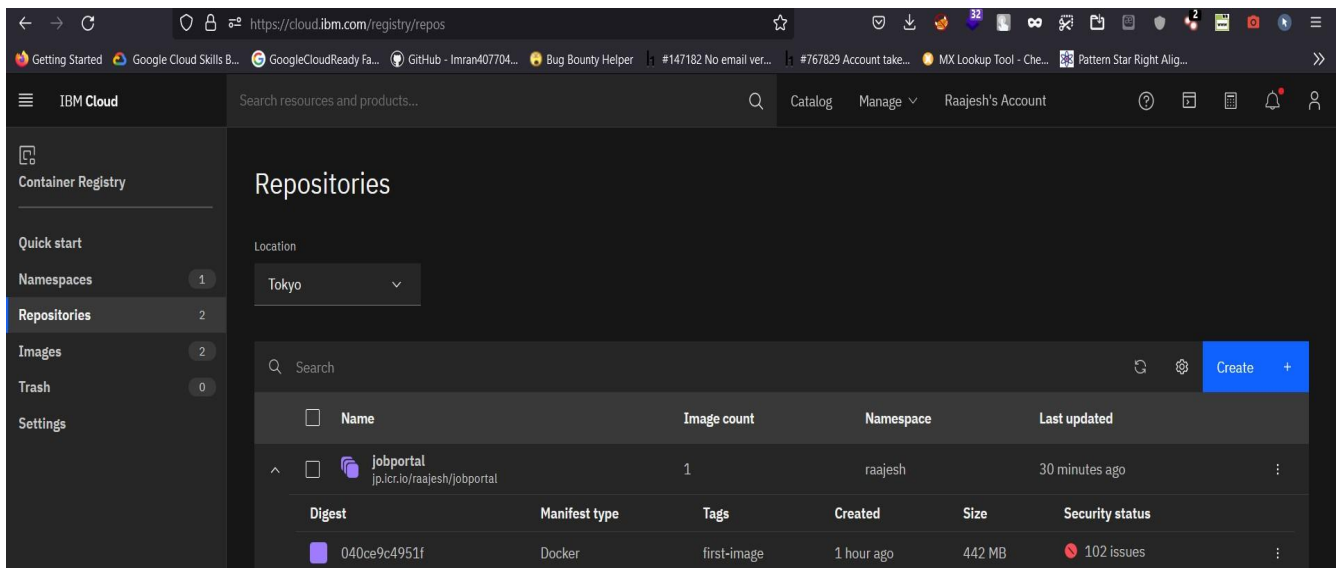 https://cloud.ibm.com/registry/repos
32
2
Getting Started Google Cloud Skills B... GoogleCloudReady Fa... GitHub - Imran407704... Bug Bounty Helper #147182 No email ver... #767829 Account take... MX Lookup Tool - Che... Pattern Star Right Alig...
IBM Cloud
Search resources and products...
Catalog Manage Raajesh's Account
Container Registry
Quick start
Namespaces 1
Repositories 2
Images 2
Trash 0
Settings
Repositories
Location
Tokyo
Search
Create +
Name Image count Namespace Last updated
jobportal 1 raajesh 30 minutes ago
jp.icr.io/raajesh/jobportal
Digest Manifest type Tags Created Size Security status
040ce9c4951f Docker first-image 1 hour ago 442 MB 102 issues